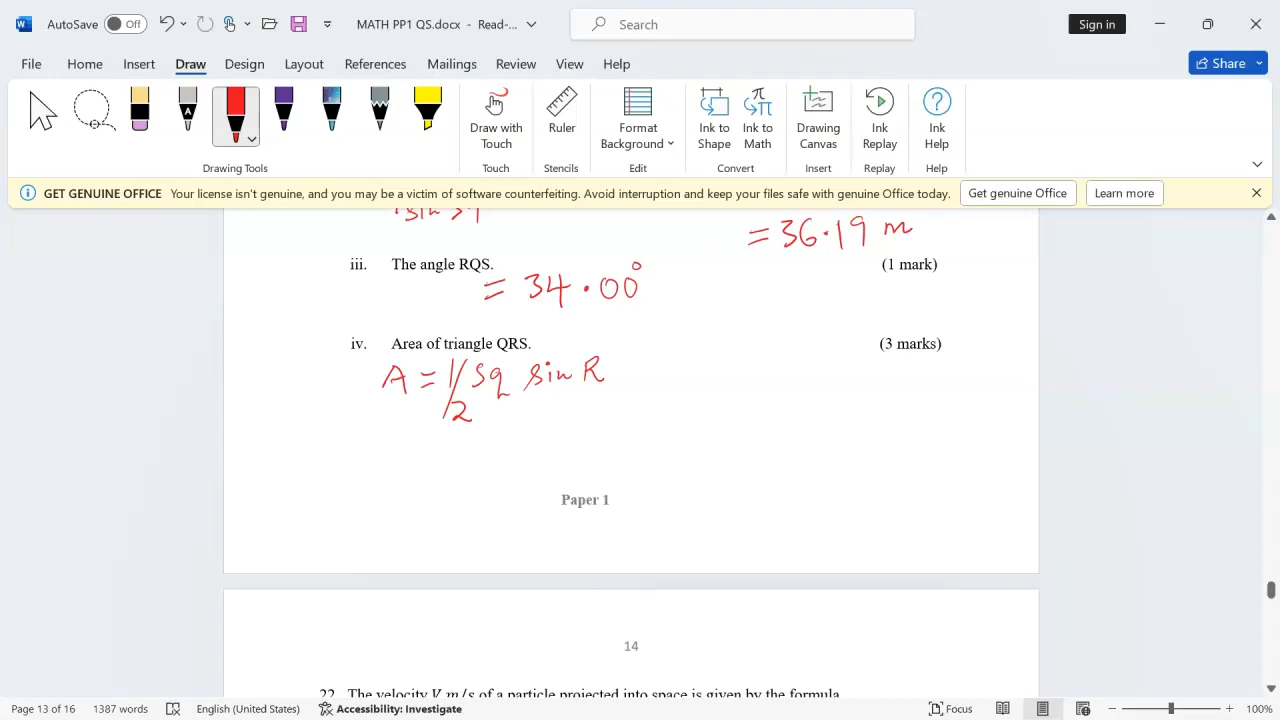 AutoSave Off MATH PP1 QS.docx - Read-... Search Sign in
File Home Insert Draw Design Layout References Mailings Review View Help Share
Draw with Touch Ruler Format Background Ink to Shape Ink to Math Drawing Canvas Ink Replay Ink Help
Drawing Tools Touch Stencils Edit Convert Insert Replay Help
GET GENUINE OFFICE Your license isn't genuine, and you may be a victim of software counterfeiting. Avoid interruption and keep your files safe with genuine Office today. Get genuine Office Learn more
= 36.19 m
iii. The angle RQS. (1 mark)
= 34.00°
iv. Area of triangle QRS. (3 marks)
A = 1/2 sq sin R
Paper 1
14
22. The velocity V m/s of a particle projected into space is given by the formula
Page 13 of 16 1387 words English (United States) Accessibility: Investigate Focus 100%